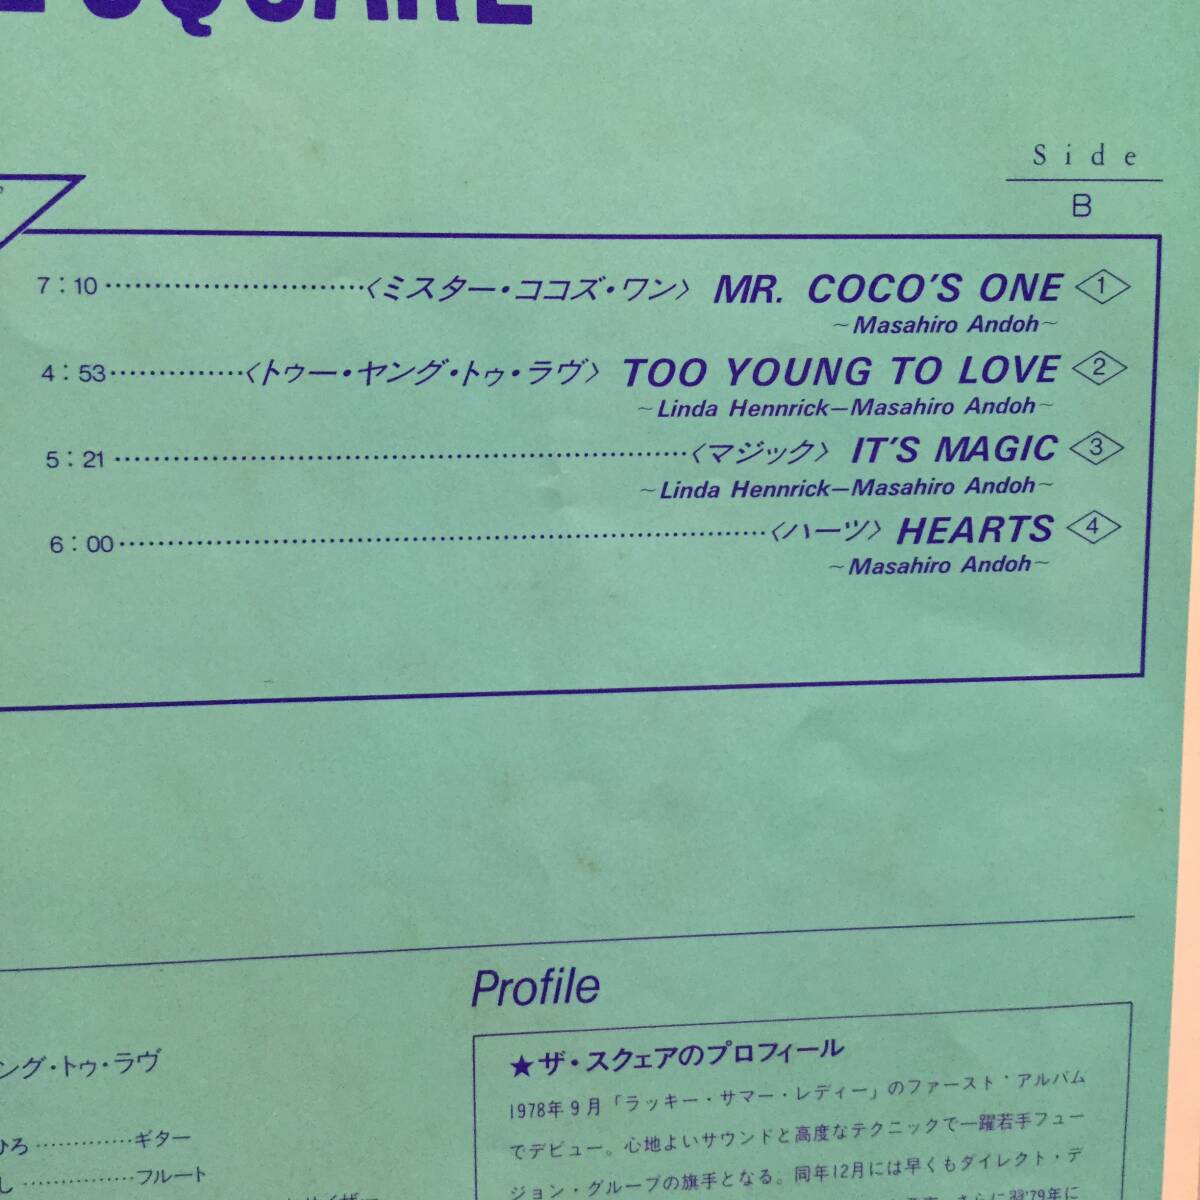 SQUARE
Side
B
7:10〈ミスター・ココズ・ワン〉 MR. COCO'S ONE 1
~Masahiro Andoh~
4:53〈トゥー・ヤング・トゥ・ラヴ〉 TOO YOUNG TO LOVE 2
~Linda Hennrick—Masahiro Andoh~
5:21〈マジック〉 IT'S MAGIC 3
~Linda Hennrick—Masahiro Andoh~
6:00〈ハーツ〉 HEARTS 4
~Masahiro Andoh~
ング・トゥ・ラヴ
ひろ…………ギター
し……………フルート
Profile
★ザ・スクェアのプロフィール
1978年9月「ラッキー・サマー・レディー」のファースト・アルバム
でデビュー。心地よいサウンドと高度なテクニックで一躍若手フュー
ジョン・グループの旗手となる。同年12月には早くもダイレクト・デ